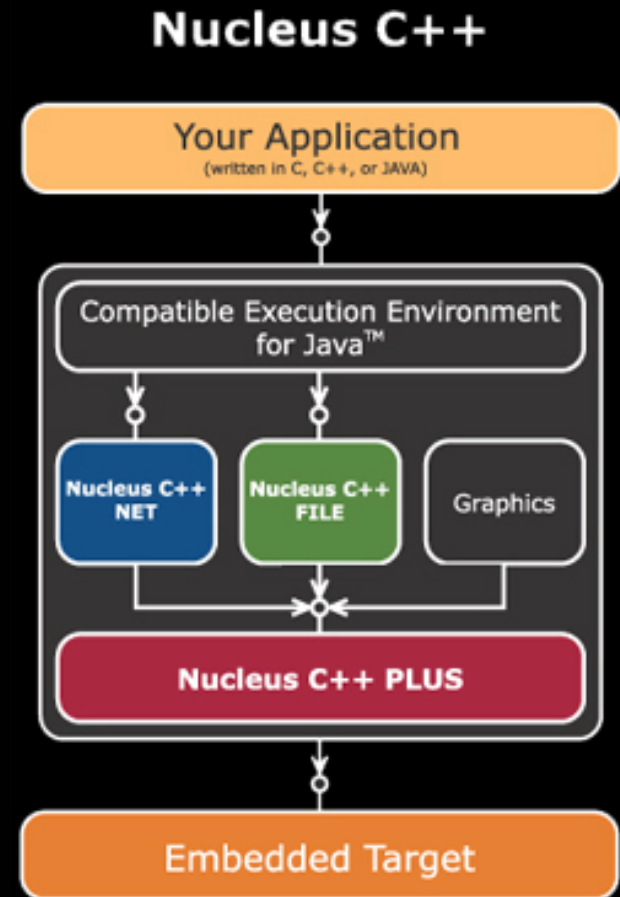 Nucleus C++
Your Application
(written in C, C++, or JAVA)
Compatible Execution Environment
for Java™
Nucleus C++
NET
Nucleus C++
FILE
Graphics
Nucleus C++ PLUS
Embedded Target